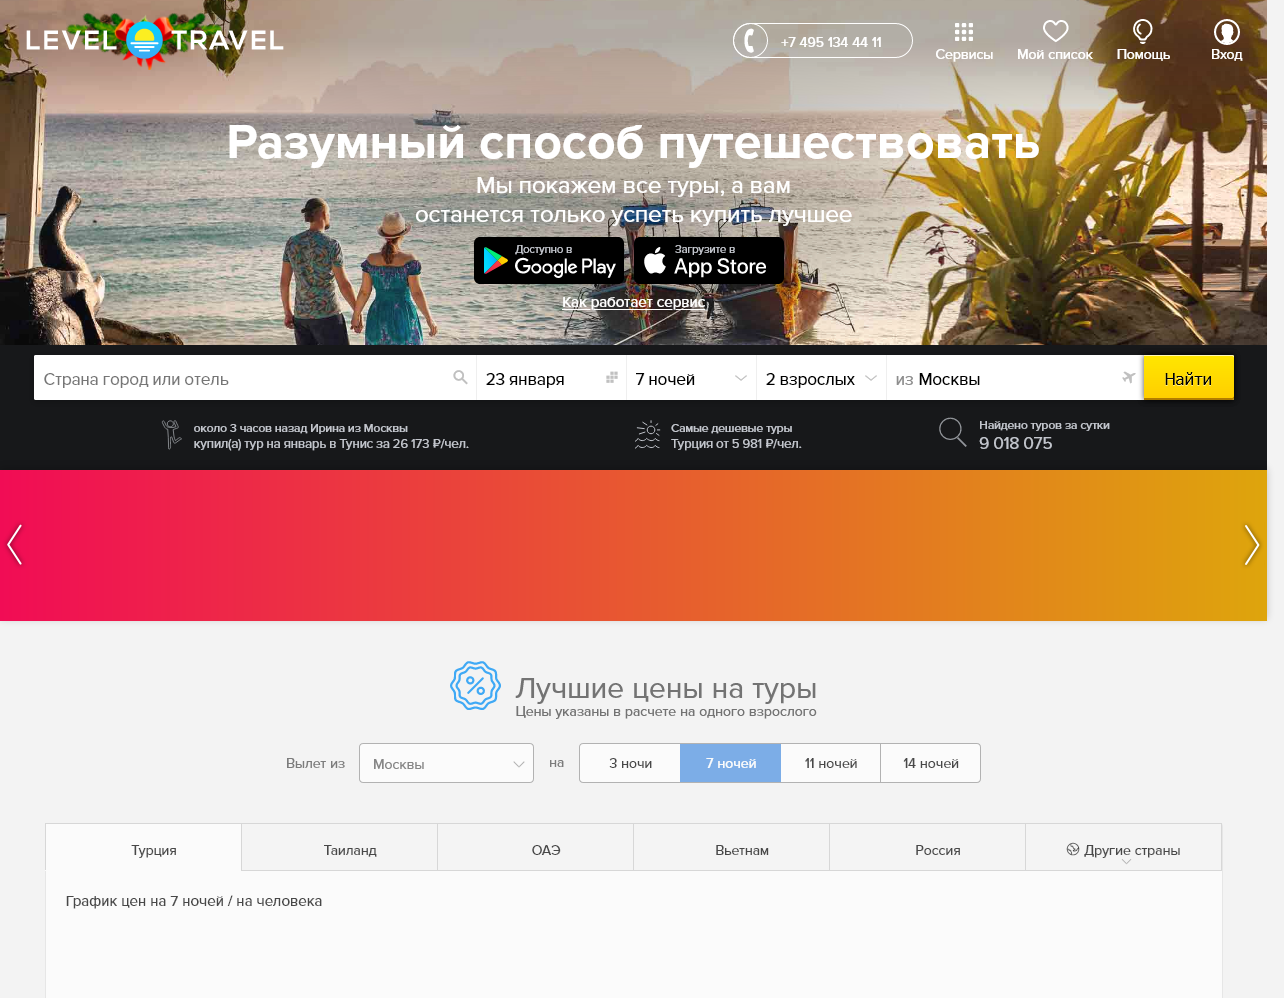 LEVEL TRAVEL
+7 495 134 44 11
Сервисы
Мой список
Помощь
Вход
Разумный способ путешествовать
Мы покажем все туры, а вам
останется только успеть купить лучшее
Доступно в
Google Play
Загрузите в
App Store
Как работает сервис
Страна город или отель
23 января
7 ночей
2 взрослых
из Москвы
Найти
около 3 часов назад Ирина из Москвы
купил(а) тур на январь в Тунис за 26 173 ₽/чел.
Самые дешевые туры
Турция от 5 981 ₽/чел.
Найдено туров за сутки
9 018 075
Лучшие цены на туры
Цены указаны в расчете на одного взрослого
Вылет из
Москвы
на
3 ночи
7 ночей
11 ночей
14 ночей
Турция
Таиланд
ОАЭ
Вьетнам
Россия
Другие страны
График цен на 7 ночей / на человека